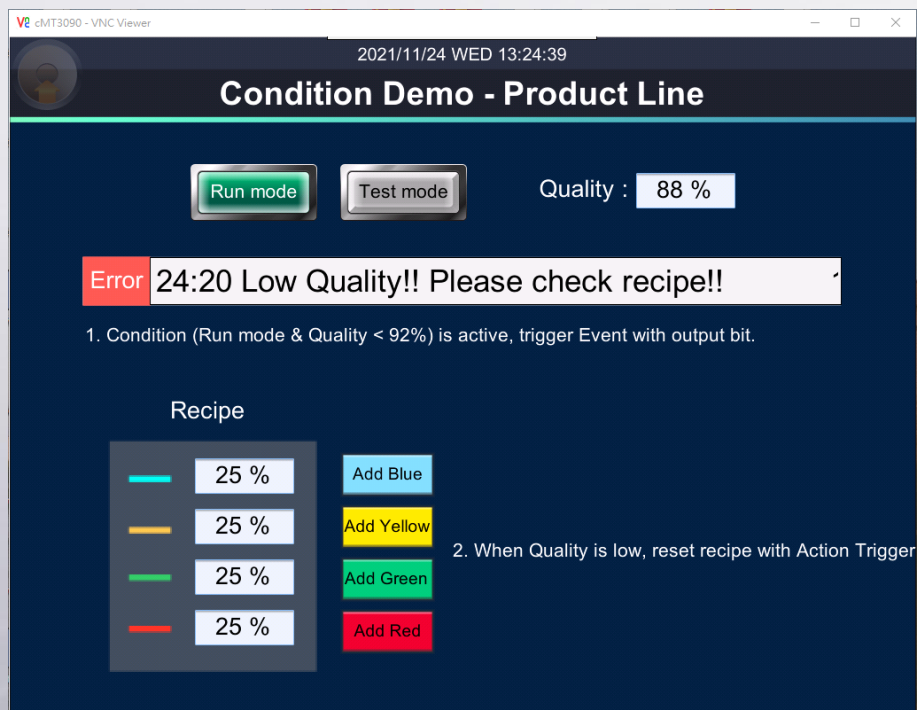 cMT3090 - VNC Viewer
2021/11/24 WED 13:24:39
Condition Demo - Product Line
Run mode
Test mode
Quality : 88 %
Error 24:20 Low Quality!! Please check recipe!!
1. Condition (Run mode & Quality < 92%) is active, trigger Event with output bit.
Recipe
25 % Add Blue
25 % Add Yellow
2. When Quality is low, reset recipe with Action Trigger
25 % Add Green
25 % Add Red